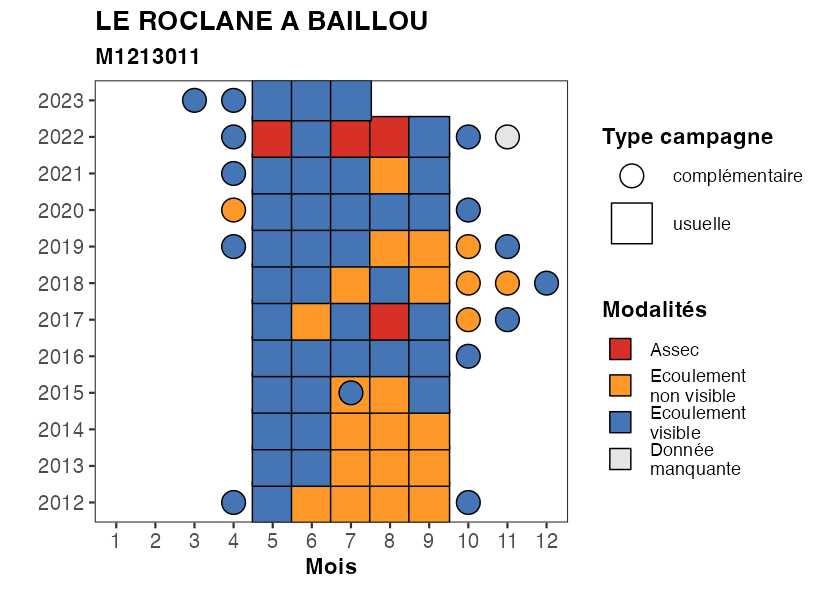 LE ROCLANE A BAILLOU
M1213011
2023
2022
2021
2020
2019
2018
2017
2016
2015
2014
2013
2012
1 2 3 4 5 6 7 8 9 10 11 12
Mois
Type campagne
complémentaire
usuelle
Modalités
Assec
Ecoulement
non visible
Ecoulement
visible
Donnée
manquante